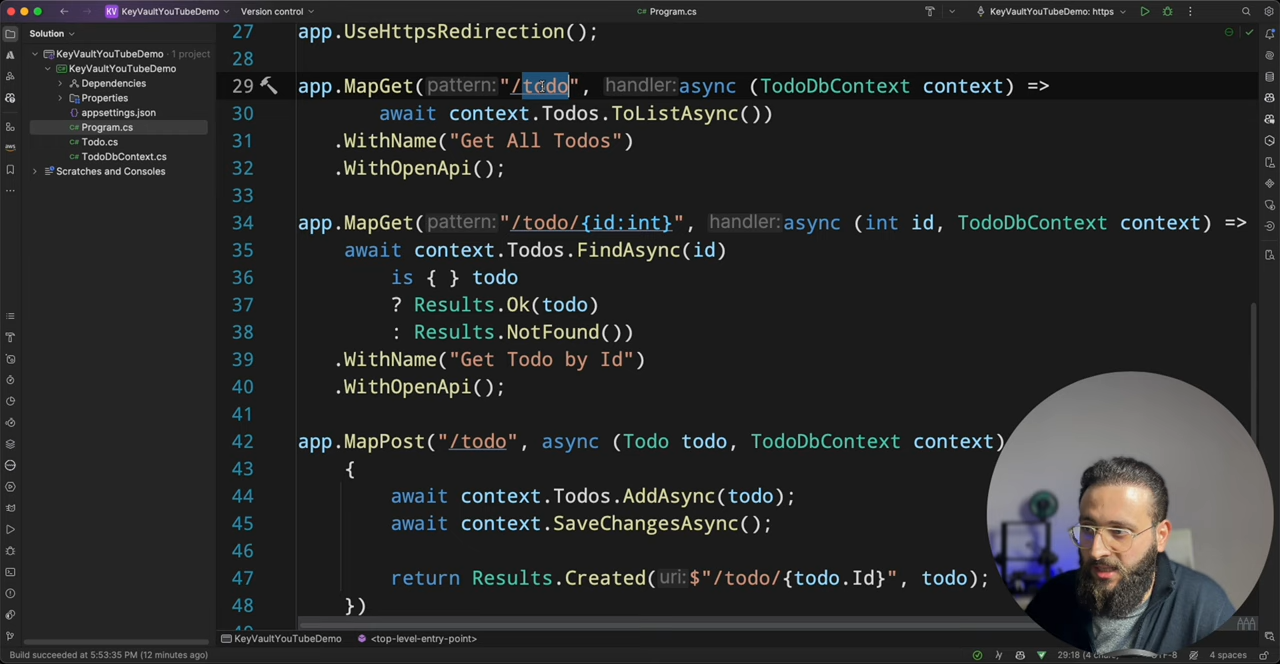 KV KeyVaultYouTubeDemo Version control Program.cs KeyVaultYouTubeDemo: https
Solution
KeyVaultYouTubeDemo · 1 project
KeyVaultYouTubeDemo
Dependencies
Properties
appsettings.json
C# Program.cs
C# Todo.cs
C# TodoDbContext.cs
Scratches and Consoles
aws
27 app.UseHttpsRedirection();
28
29 app.MapGet( pattern: "/todo", handler: async (TodoDbContext context) =>
30 await context.Todos.ToListAsync())
31 .WithName("Get All Todos")
32 .WithOpenApi();
33
34 app.MapGet( pattern: "/todo/{id:int}", handler: async (int id, TodoDbContext context) =>
35 await context.Todos.FindAsync(id)
36 is { } todo
37 ? Results.Ok(todo)
38 : Results.NotFound())
39 .WithName("Get Todo by Id")
40 .WithOpenApi();
41
42 app.MapPost("/todo", async (Todo todo, TodoDbContext context)
43 {
44 await context.Todos.AddAsync(todo);
45 await context.SaveChangesAsync();
46
47 return Results.Created( uri: $"/todo/{todo.Id}", todo);
48 })
KeyVaultYouTubeDemo <top-level-entry-point>
Build succeeded at 5:53:35 PM (12 minutes ago) 29:18 (4 4 spaces